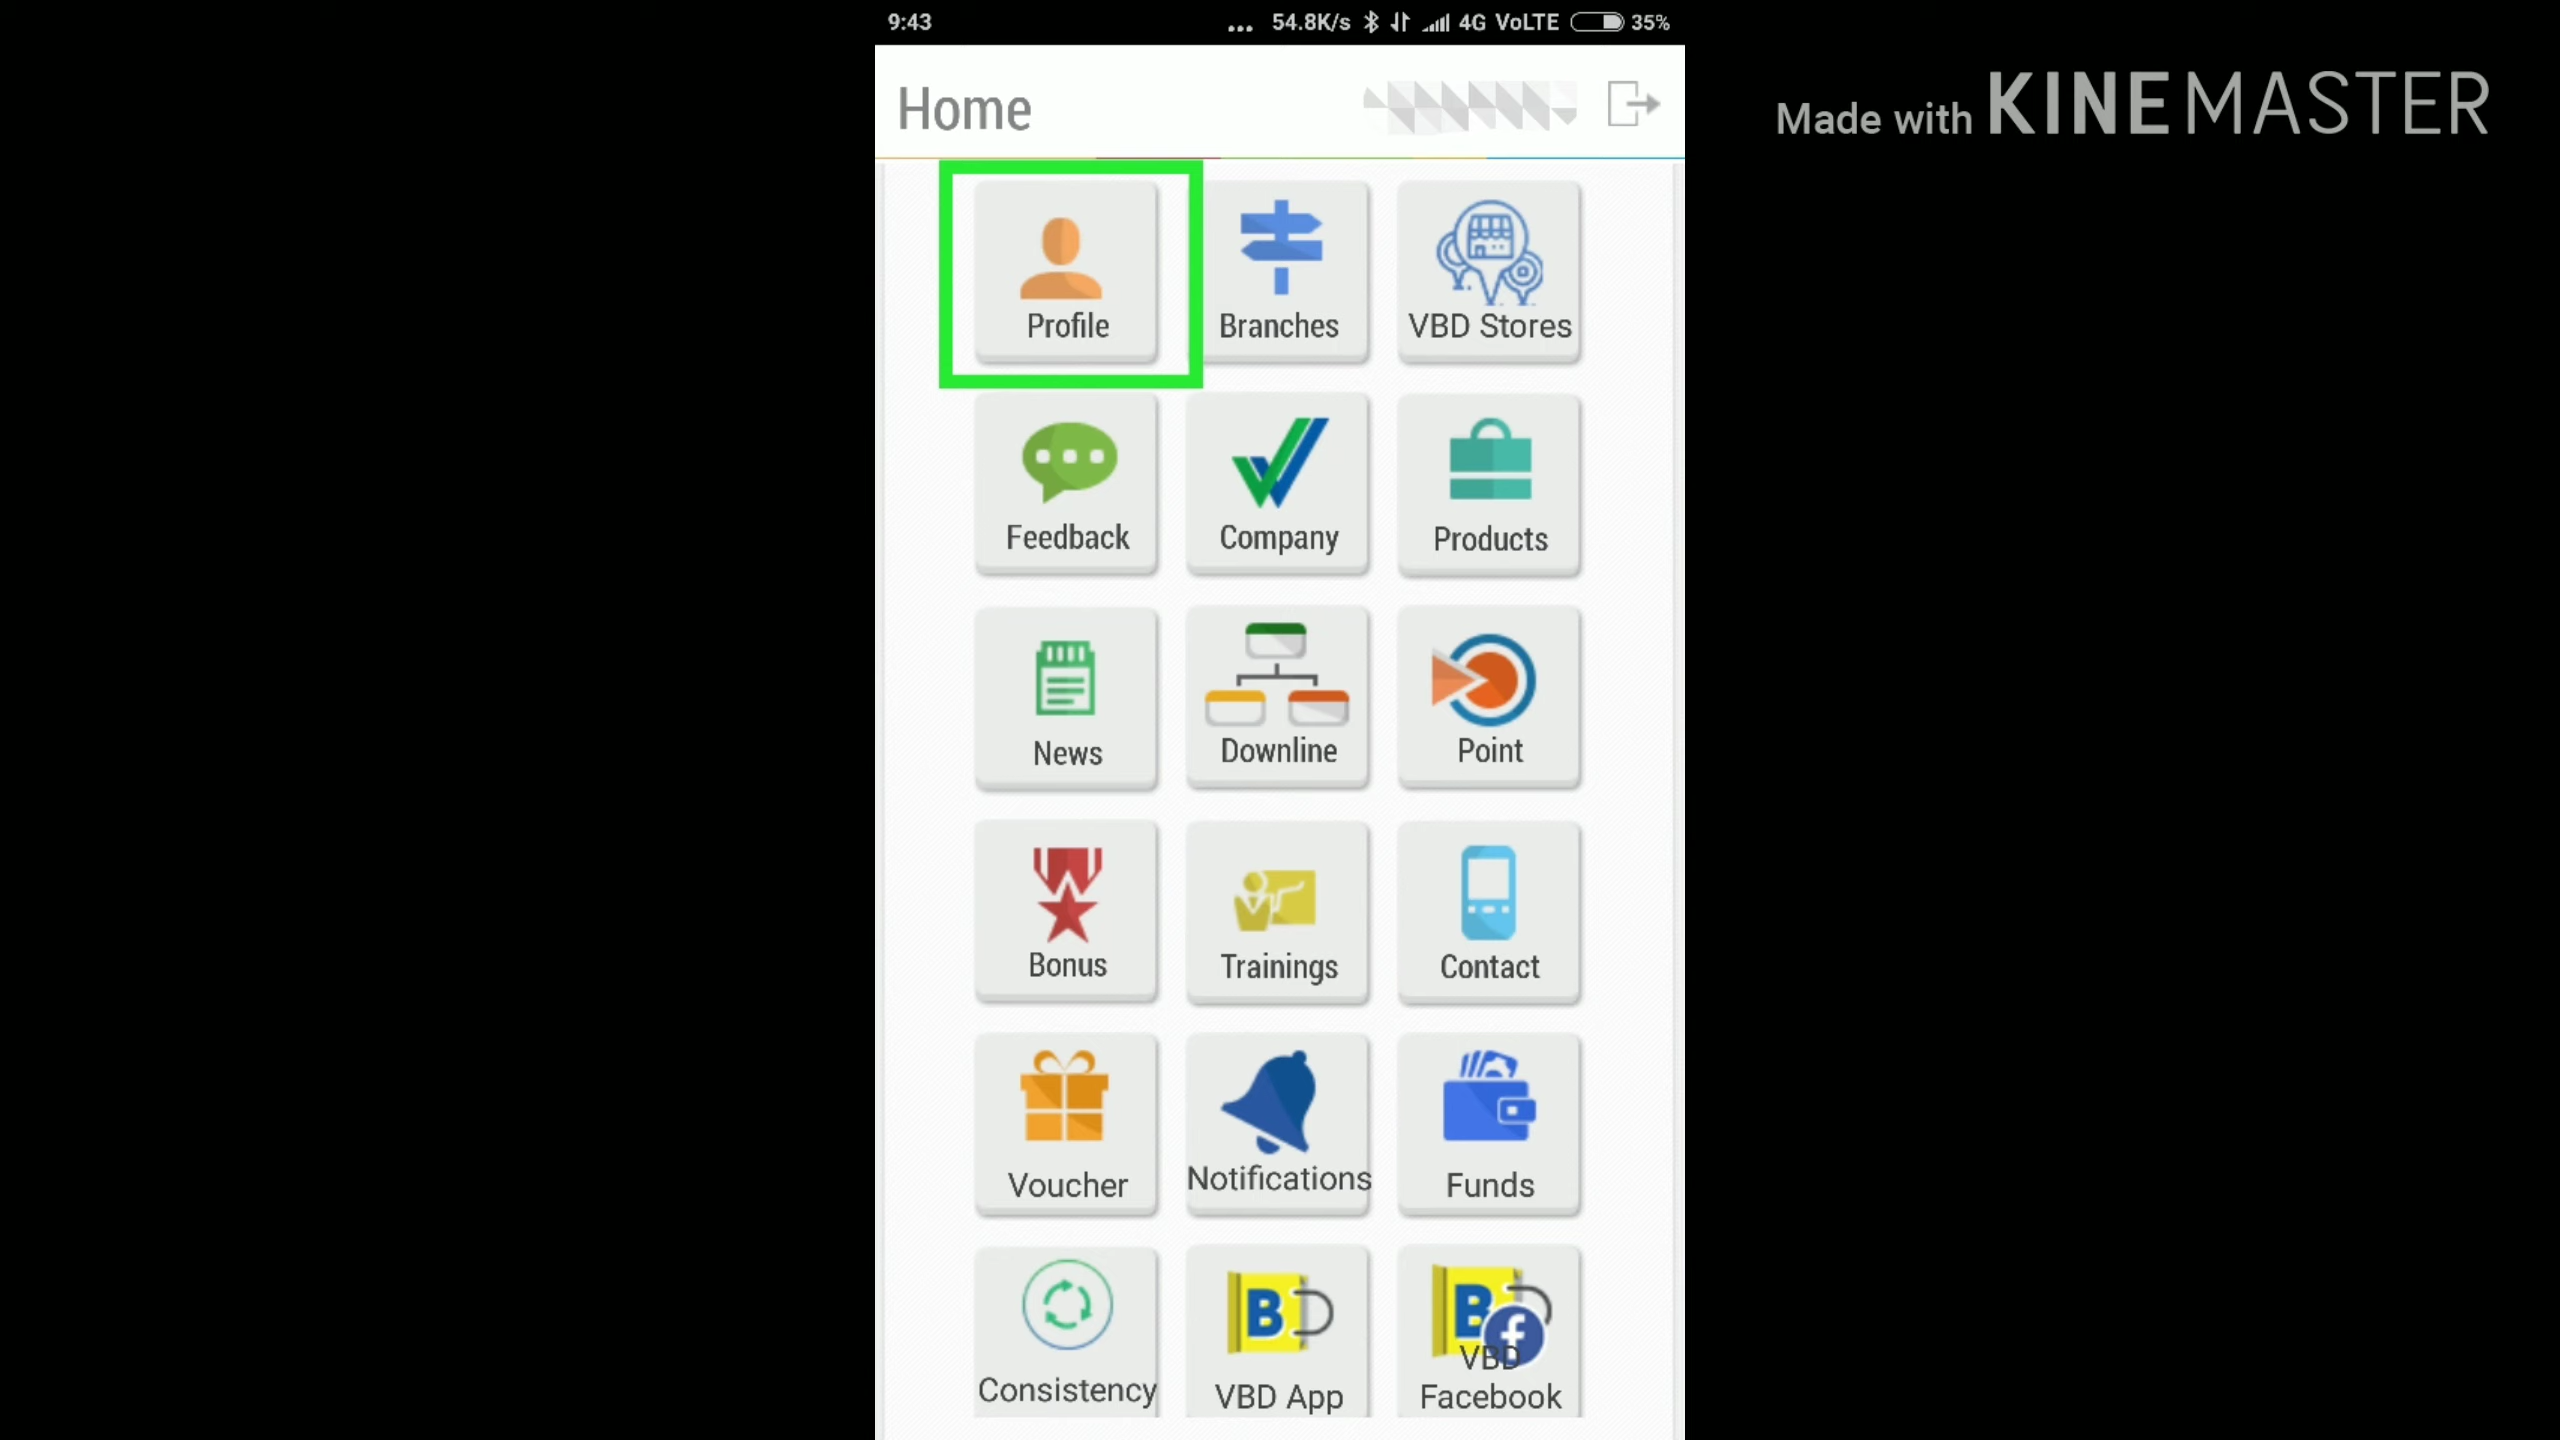 9:43 ... 54.8K/s 4G VoLTE 35%
Made with KINEMASTER
Home
Profile Branches VBD Stores
Feedback Company Products
News Downline Point
Bonus Trainings Contact
Voucher Notifications Funds
B B f
Consistency VBD App VBD Facebook